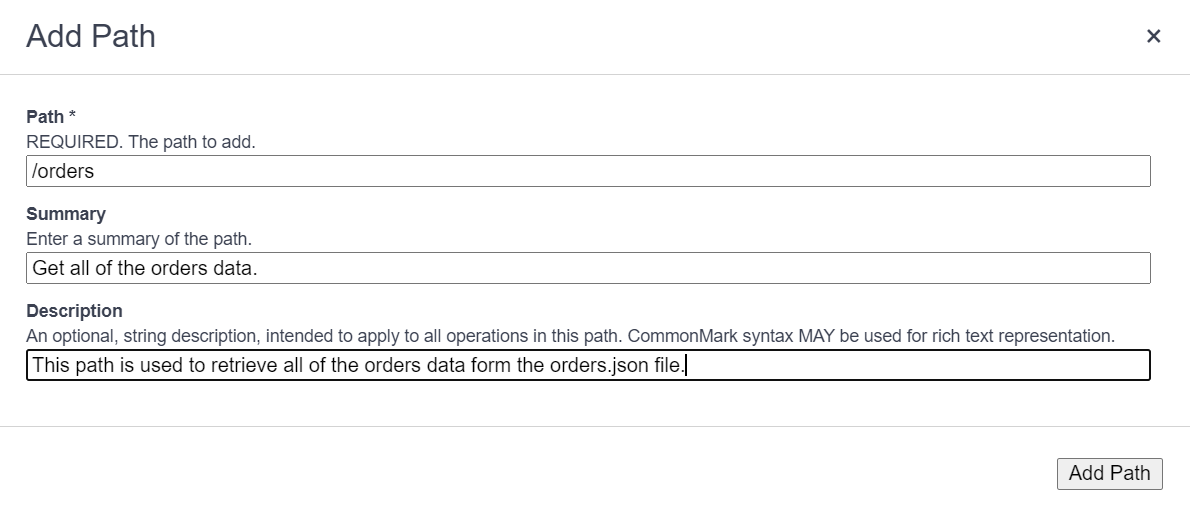 Add Path
×
Path *
REQUIRED. The path to add.
/orders
Summary
Enter a summary of the path.
Get all of the orders data.
Description
An optional, string description, intended to apply to all operations in this path. CommonMark syntax MAY be used for rich text representation.
This path is used to retrieve all of the orders data form the orders.json file.
Add Path